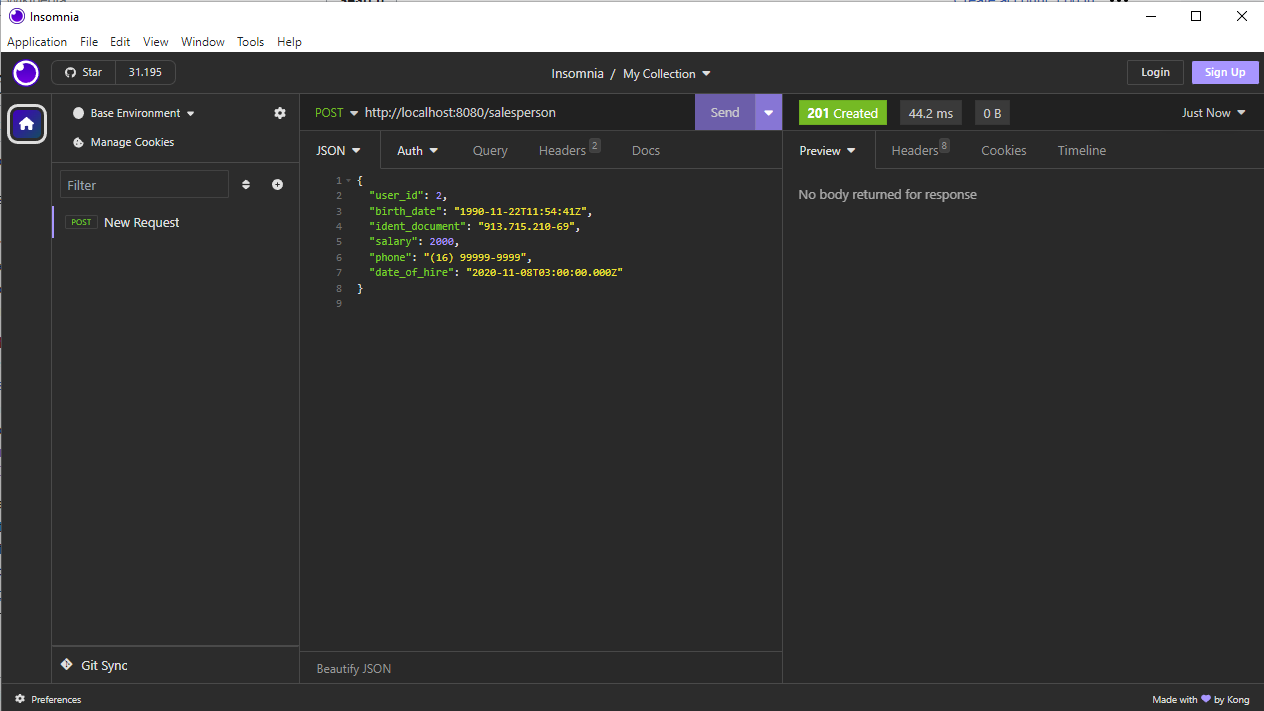 Insomnia
Application File Edit View Window Tools Help
Star 31.195 Insomnia / My Collection Login Sign Up
Base Environment
Manage Cookies
Filter
POST New Request
Git Sync
POST http://localhost:8080/salesperson Send
JSON Auth Query Headers 2 Docs
1 {
2 "user_id": 2,
3 "birth_date": "1990-11-22T11:54:41Z",
4 "ident_document": "913.715.210-69",
5 "salary": 2000,
6 "phone": "(16) 99999-9999",
7 "date_of_hire": "2020-11-08T03:00:00.000Z"
8 }
9
Beautify JSON
201 Created 44.2 ms 0 B Just Now
Preview Headers 8 Cookies Timeline
No body returned for response
Preferences
Made with by Kong